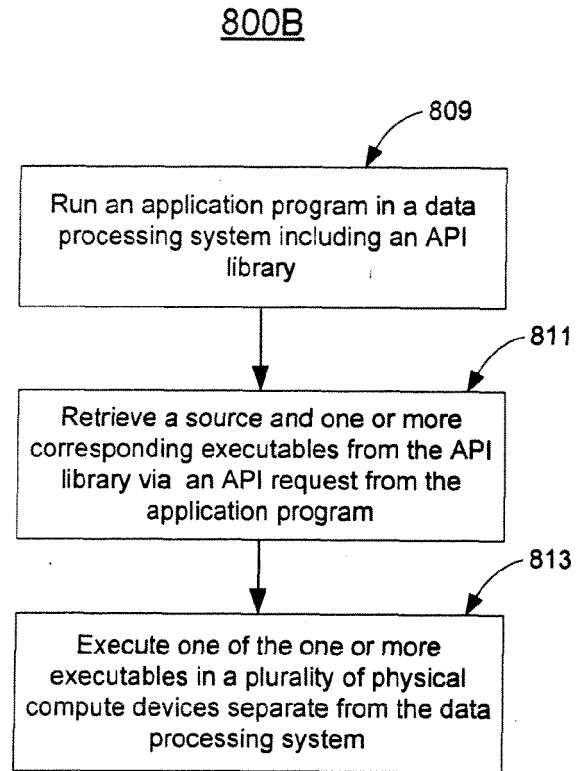 800B
809
Run an application program in a data
processing system including an API
library
811
Retrieve a source and one or more
corresponding executables from the API
library via an API request from the
application program
813
Execute one of the one or more
executables in a plurality of physical
compute devices separate from the data
processing system